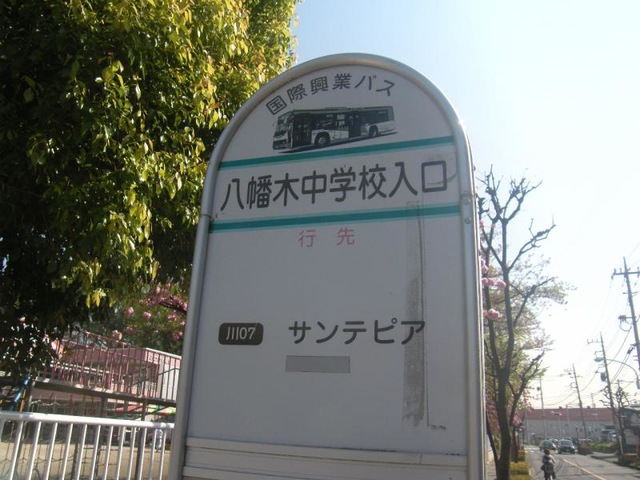 国際興業バス
八幡木中学校入口
行先
川107 サンテピア